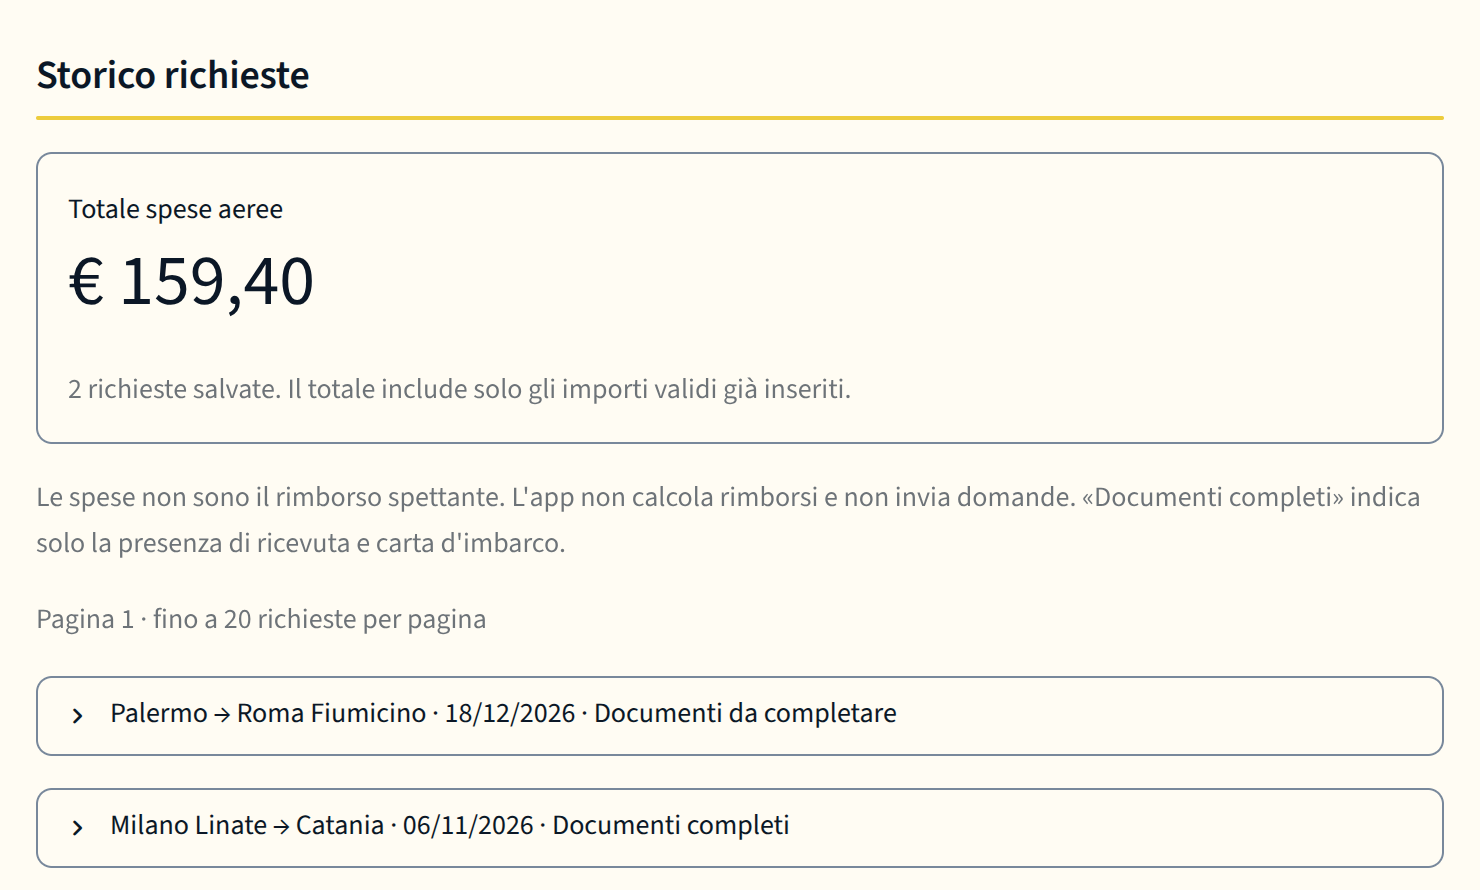 Storico richieste
Totale spese aeree
€ 159,40
2 richieste salvate. Il totale include solo gli importi validi già inseriti.
Le spese non sono il rimborso spettante. L'app non calcola rimborsi e non invia domande. «Documenti completi» indica
solo la presenza di ricevuta e carta d'imbarco.
Pagina 1 · fino a 20 richieste per pagina
Palermo → Roma Fiumicino · 18/12/2026 · Documenti da completare
Milano Linate → Catania · 06/11/2026 · Documenti completi